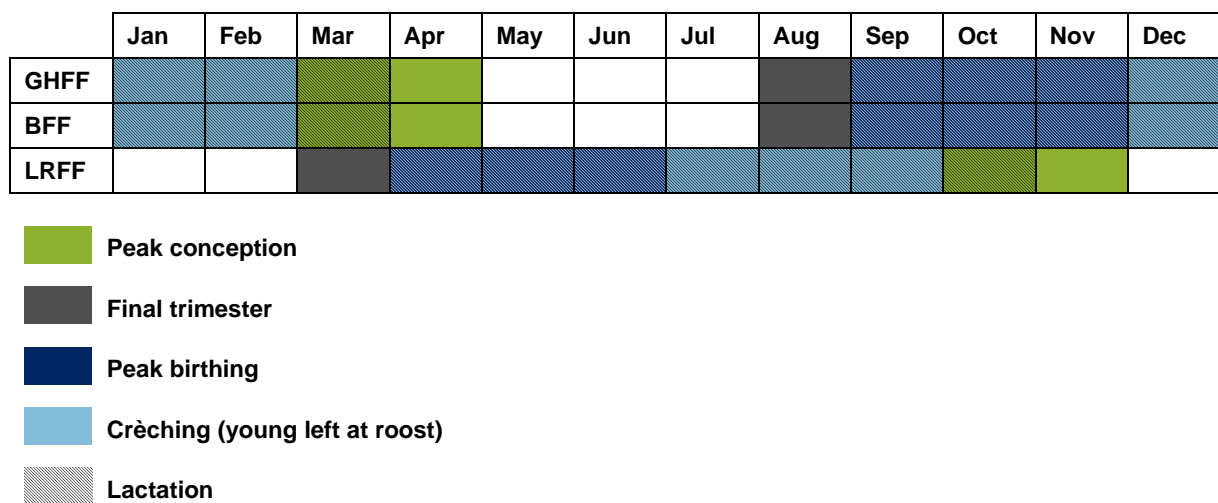 Jan Feb Mar Apr May Jun Jul Aug Sep Oct Nov Dec
GHFF
BFF
LRFF
Peak conception
Final trimester
Peak birthing
Crèching (young left at roost)
Lactation